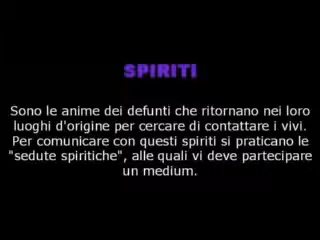 SPIRITI
Sono le anime dei defunti che ritornano nei loro
luoghi d'origine per cercare di contattare i vivi.
Per comunicare con questi spiriti si praticano le
"sedute spiritiche", alle quali vi deve partecipare
un medium.